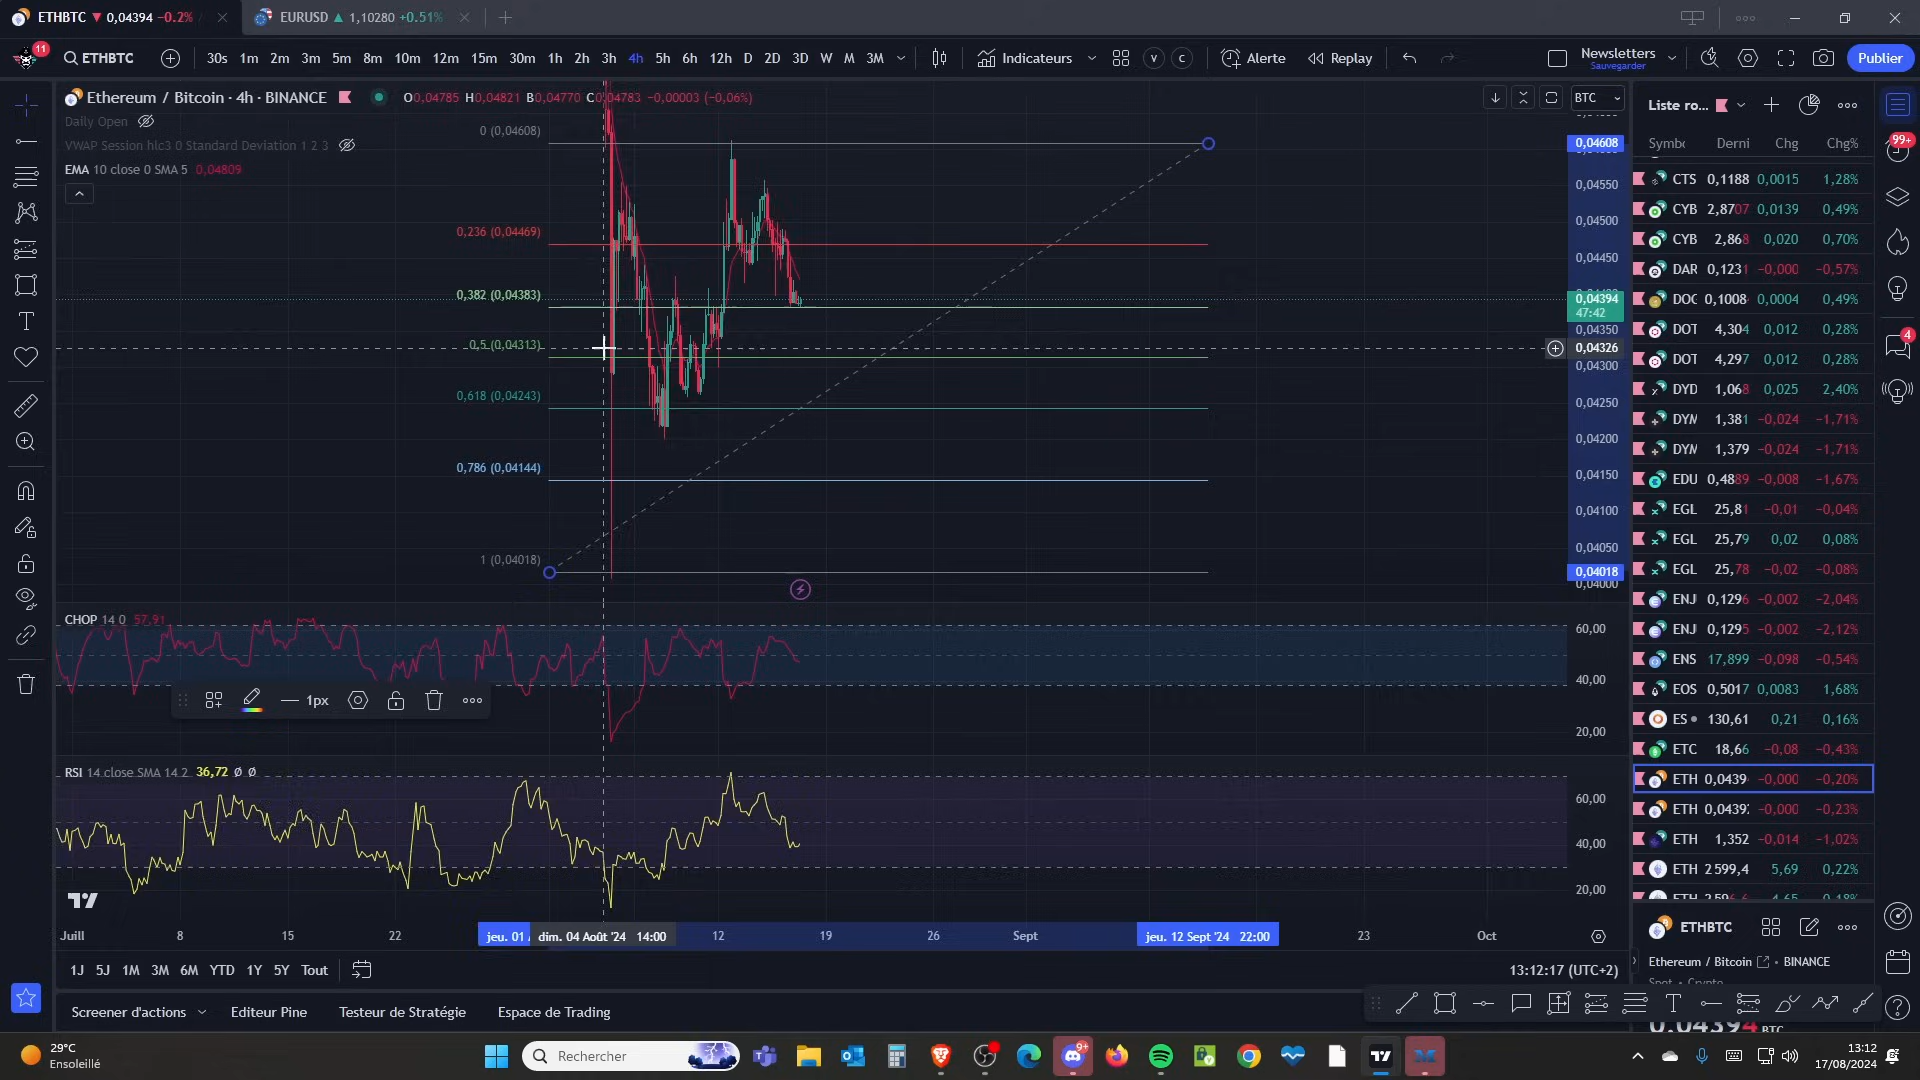 ETHBTC ▼ 0,04394 −0.2%
EURUSD ▲ 1,10280 +0.51%
11
ETHBTC
30s 1m 2m 3m 5m 8m 10m 12m 15m 30m 1h 2h 3h 4h 5h 6h 12h D 2D 3D W M 3M
Indicateurs
V C
Alerte
Replay
Newsletters
Sauvegarder
Publier
Ethereum / Bitcoin · 4h · BINANCE
O0,04785 H0,04821 B0,04770 C0,04783 −0,00003 (−0,06%)
BTC
Daily Open
VWAP Session hlc3 0 Standard Deviation 1 2 3
EMA 10 close 0 SMA 5 0,04809
0 (0,04608)
0,236 (0,04469)
0,382 (0,04383)
0,5 (0,04313)
0,618 (0,04243)
0,786 (0,04144)
1 (0,04018)
0,04608
0,04550
0,04500
0,04450
0,04394
47:42
0,04350
0,04326
0,04300
0,04250
0,04200
0,04150
0,04100
0,04050
0,04018
0,04000
CHOP 14 0 57,91
60,00
40,00
20,00
1px
RSI 14 close SMA 14 2 36,72 Ø Ø
60,00
40,00
20,00
Juill 8 15 22 jeu. 01 dim. 04 Août '24 14:00 12 19 26 Sept jeu. 12 Sept '24 22:00 23 Oct
1J 5J 1M 3M 6M YTD 1Y 5Y Tout
13:12:17 (UTC+2)
Screener d'actions
Editeur Pine
Testeur de Stratégie
Espace de Trading
Liste ro...
Symbo Derni Chg Chg%
CTS 0,1188 0,0015 1,28%
CYB 2,8707 0,0139 0,49%
CYB 2,868 0,020 0,70%
DAR 0,1231 −0,000 −0,57%
DOC 0,1008 0,0004 0,49%
DOT 4,304 0,012 0,28%
DOT 4,297 0,012 0,28%
DYD 1,068 0,025 2,40%
DYM 1,381 −0,024 −1,71%
DYM 1,379 −0,024 −1,71%
EDU 0,4889 −0,008 −1,67%
EGL 25,81 −0,01 −0,04%
EGL 25,79 0,02 0,08%
EGL 25,78 −0,02 −0,08%
ENJ 0,1296 −0,002 −2,04%
ENJ 0,1295 −0,002 −2,12%
ENS 17,899 −0,098 −0,54%
EOS 0,5017 0,0083 1,68%
ES 130,61 0,21 0,16%
ETC 18,66 −0,08 −0,43%
ETH 0,0439 −0,000 −0,20%
ETH 0,0439 −0,000 −0,23%
ETH 1,352 −0,014 −1,02%
ETH 2 599,4 5,69 0,22%
ETHBTC
Ethereum / Bitcoin · BINANCE
Spot · Crypto
0,04394 BTC
99+
4
29°C
Ensoleillé
Rechercher
9+
13:12
17/08/2024